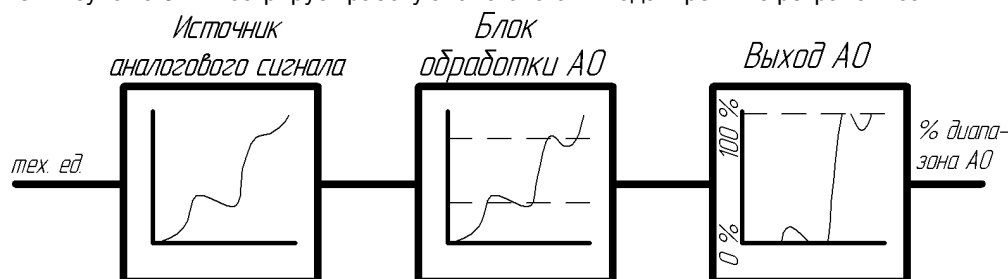 Источник
аналогового сигнала
Блок
обработки АО
Выход АО
тех. ед.
100 %
0 %
% диапа-
зона АО